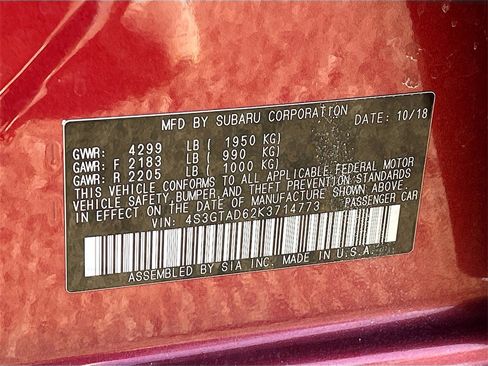 MFD BY SUBARU CORPORATION DATE: 10/18
GVWR: 4299 LB ( 1950 KG)
GAWR: F 2183 LB ( 990 KG)
GAWR: R 2205 LB ( 1000 KG)
THIS VEHICLE CONFORMS TO ALL APPLICABLE FEDERAL MOTOR
VEHICLE SAFETY, BUMPER, AND THEFT PREVENTION STANDARDS
IN EFFECT ON THE DATE OF MANUFACTURE SHOWN ABOVE.
VIN: 4S3GTAD62K3714773 PASSENGER CAR
ASSEMBLED BY SIA INC. MADE IN U.S.A.